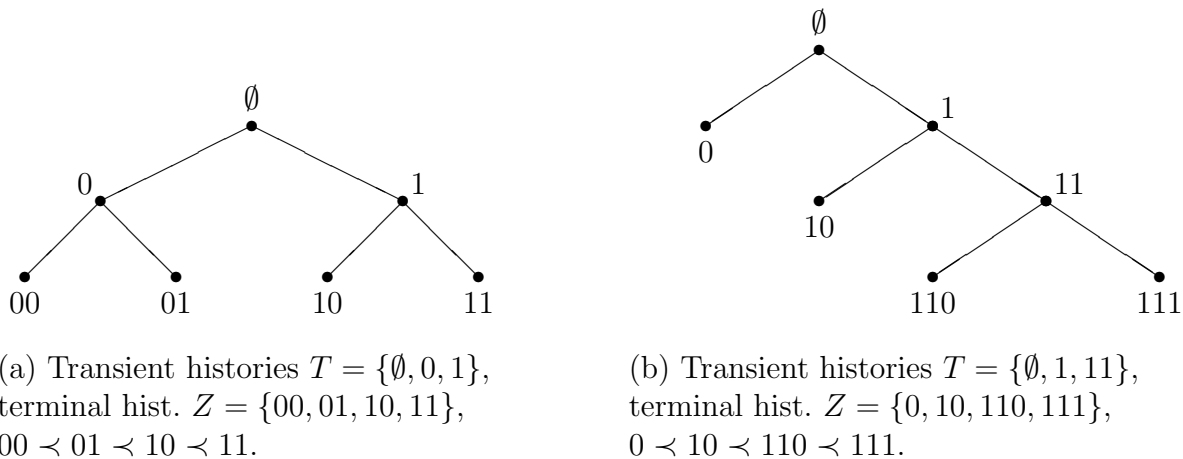 ∅
0
1
00
01
10
11
∅
1
0
11
10
110
111
(a) Transient histories T = {∅, 0, 1},
terminal hist. Z = {00, 01, 10, 11},
00 ≺ 01 ≺ 10 ≺ 11.
(b) Transient histories T = {∅, 1, 11},
terminal hist. Z = {0, 10, 110, 111},
0 ≺ 10 ≺ 110 ≺ 111.